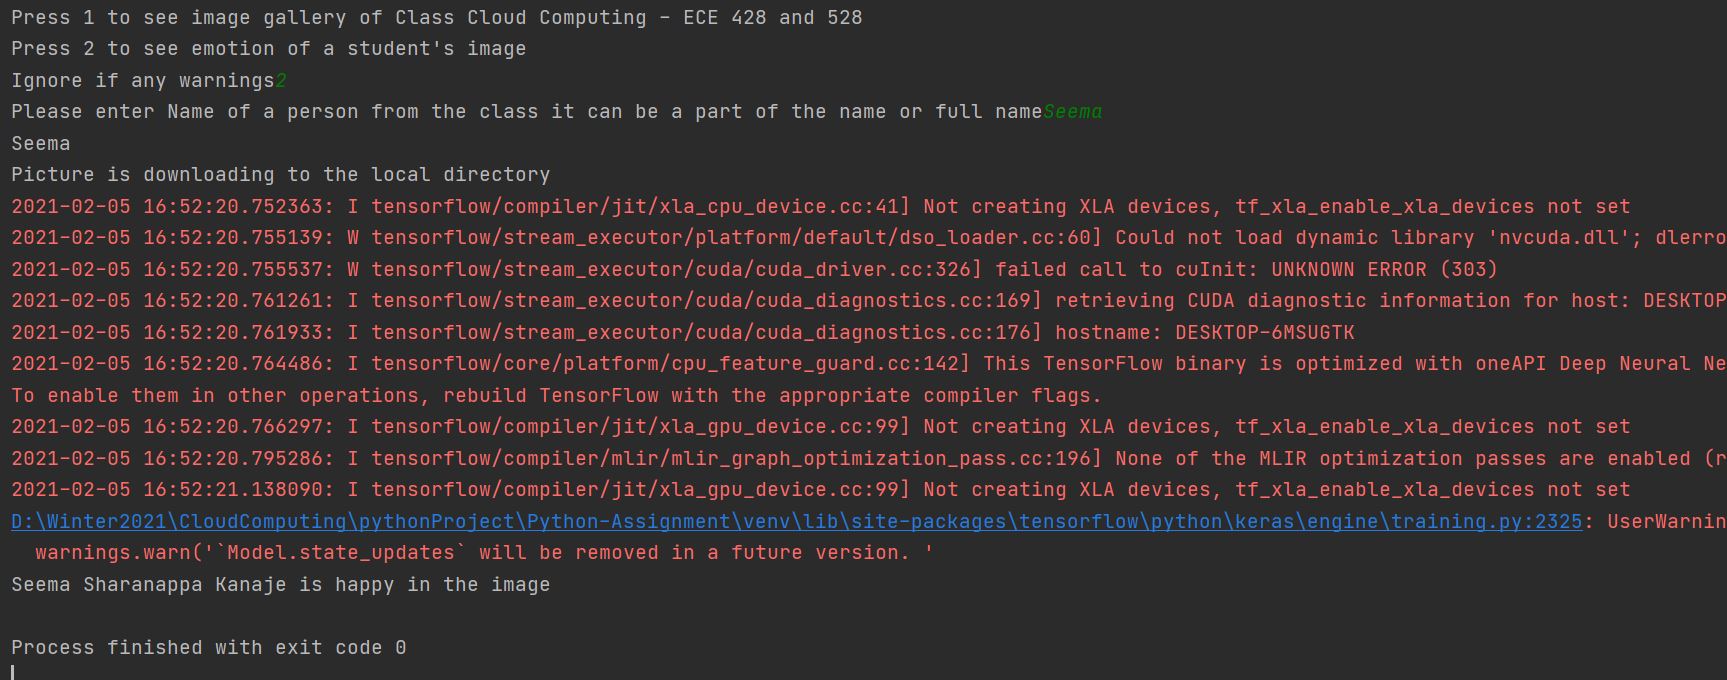 Press 1 to see image gallery of Class Cloud Computing - ECE 428 and 528
Press 2 to see emotion of a student's image
Ignore if any warnings2
Please enter Name of a person from the class it can be a part of the name or full nameSeema
Seema
Picture is downloading to the local directory
2021-02-05 16:52:20.752363: I tensorflow/compiler/jit/xla_cpu_device.cc:41] Not creating XLA devices, tf_xla_enable_xla_devices not set
2021-02-05 16:52:20.755139: W tensorflow/stream_executor/platform/default/dso_loader.cc:60] Could not load dynamic library 'nvcuda.dll'; dlerro
2021-02-05 16:52:20.755537: W tensorflow/stream_executor/cuda/cuda_driver.cc:326] failed call to cuInit: UNKNOWN ERROR (303)
2021-02-05 16:52:20.761261: I tensorflow/stream_executor/cuda/cuda_diagnostics.cc:169] retrieving CUDA diagnostic information for host: DESKTOP
2021-02-05 16:52:20.761933: I tensorflow/stream_executor/cuda/cuda_diagnostics.cc:176] hostname: DESKTOP-6MSUGTK
2021-02-05 16:52:20.764486: I tensorflow/core/platform/cpu_feature_guard.cc:142] This TensorFlow binary is optimized with oneAPI Deep Neural Ne
To enable them in other operations, rebuild TensorFlow with the appropriate compiler flags.
2021-02-05 16:52:20.766297: I tensorflow/compiler/jit/xla_gpu_device.cc:99] Not creating XLA devices, tf_xla_enable_xla_devices not set
2021-02-05 16:52:20.795286: I tensorflow/compiler/mlir/mlir_graph_optimization_pass.cc:196] None of the MLIR optimization passes are enabled (r
2021-02-05 16:52:21.138090: I tensorflow/compiler/jit/xla_gpu_device.cc:99] Not creating XLA devices, tf_xla_enable_xla_devices not set
D:\Winter2021\CloudComputing\pythonProject\Python-Assignment\venv\lib\site-packages\tensorflow\python\keras\engine\training.py:2325: UserWarnin
  warnings.warn('`Model.state_updates` will be removed in a future version. '
Seema Sharanappa Kanaje is happy in the image
Process finished with exit code 0